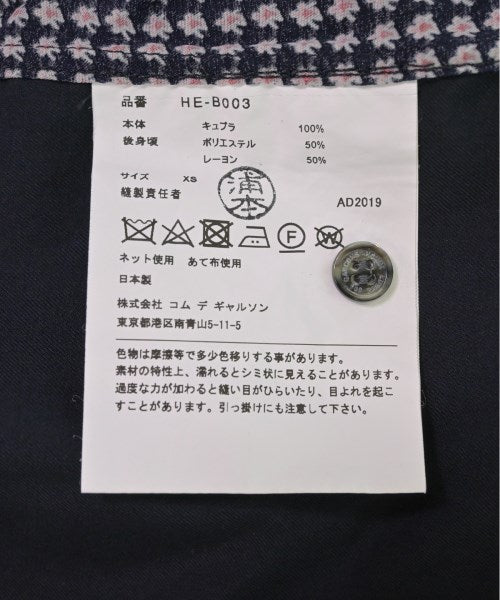 品番 HE-B003
本体 キュプラ 100%
後身頃 ポリエステル 50%
レーヨン 50%
サイズ XS
縫製責任者 浦本 AD2019
F W
ネット使用 あて布使用
日本製
株式会社 コム デ ギャルソン
東京都港区南青山5-11-5
色物は摩擦等で多少色移りする事があります。
素材の特性上、濡れるとシミ状に見えることがあります。
過度な力が加わると縫い目がひらいたり、目よれを起こ
すことがあります。引っ掛けにも注意して下さい。